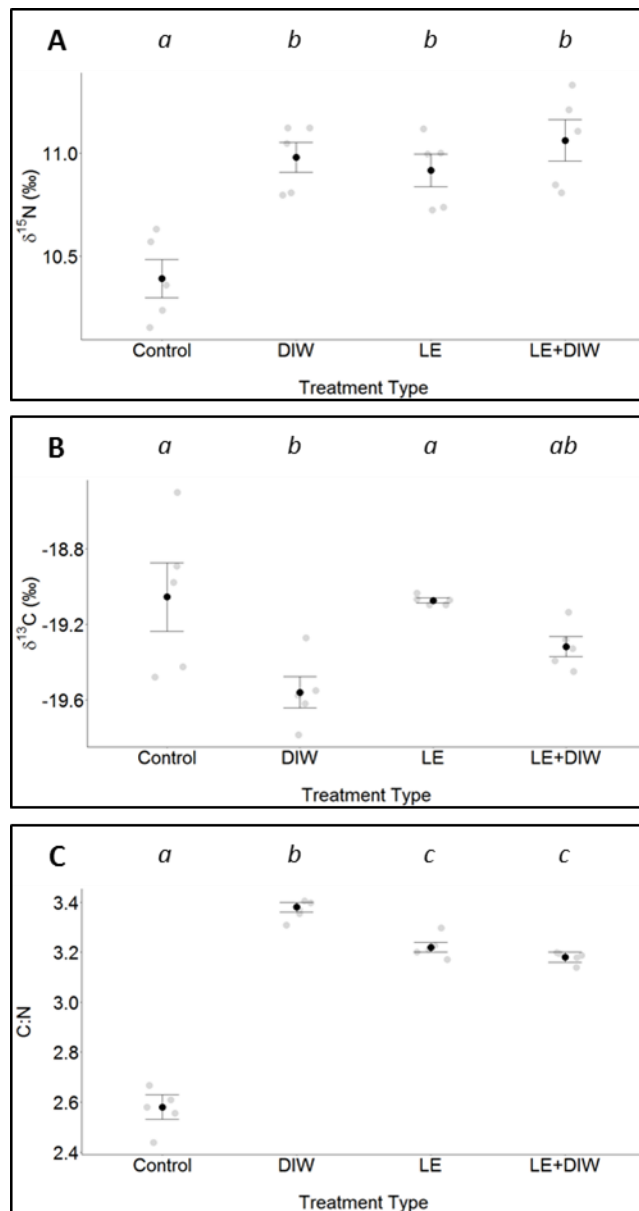 A a b b b
δ15N (‰)
11.0
10.5
Control DIW LE LE+DIW
Treatment Type
B a b a ab
δ13C (‰)
-18.8
-19.2
-19.6
Control DIW LE LE+DIW
Treatment Type
C a b c c
C:N
3.4
3.2
3.0
2.8
2.6
2.4
Control DIW LE LE+DIW
Treatment Type